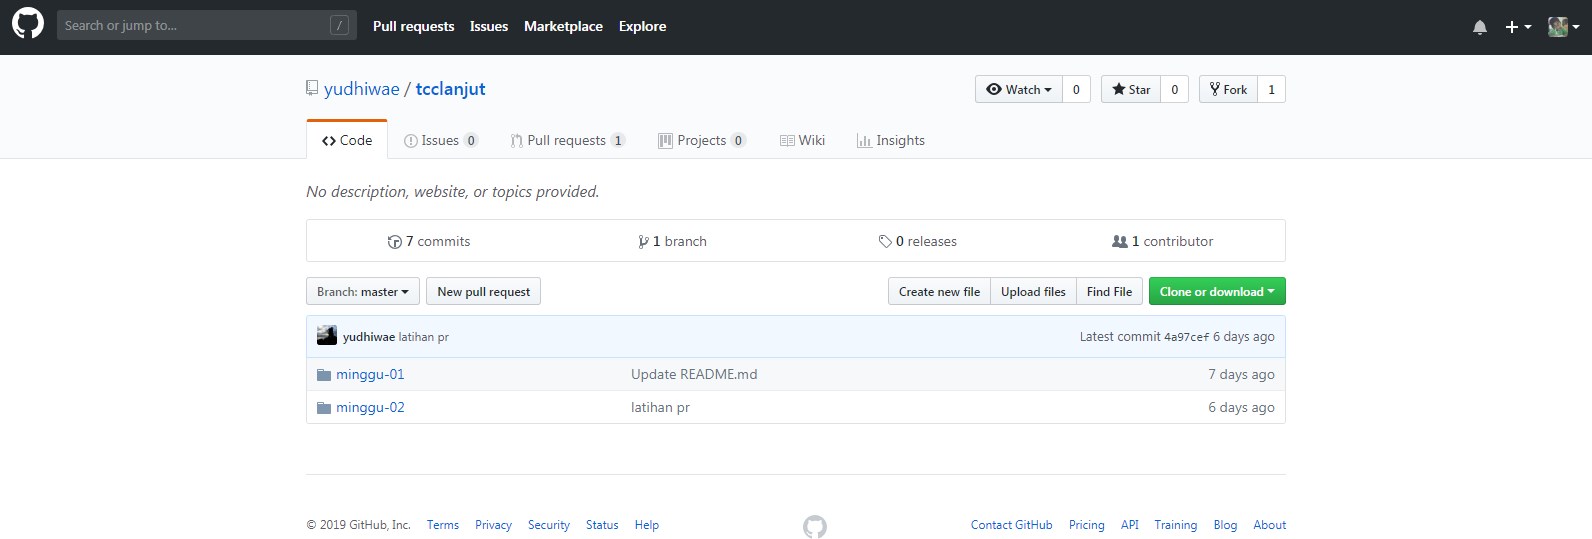 Search or jump to... / Pull requests Issues Marketplace Explore
yudhiwae / tcclanjut Watch 0 Star 0 Fork 1
Code Issues 0 Pull requests 1 Projects 0 Wiki Insights
No description, website, or topics provided.
7 commits 1 branch 0 releases 1 contributor
Branch: master New pull request Create new file Upload files Find File Clone or download
yudhiwae latihan pr Latest commit 4a97cef 6 days ago
minggu-01 Update README.md 7 days ago
minggu-02 latihan pr 6 days ago
© 2019 GitHub, Inc. Terms Privacy Security Status Help Contact GitHub Pricing API Training Blog About